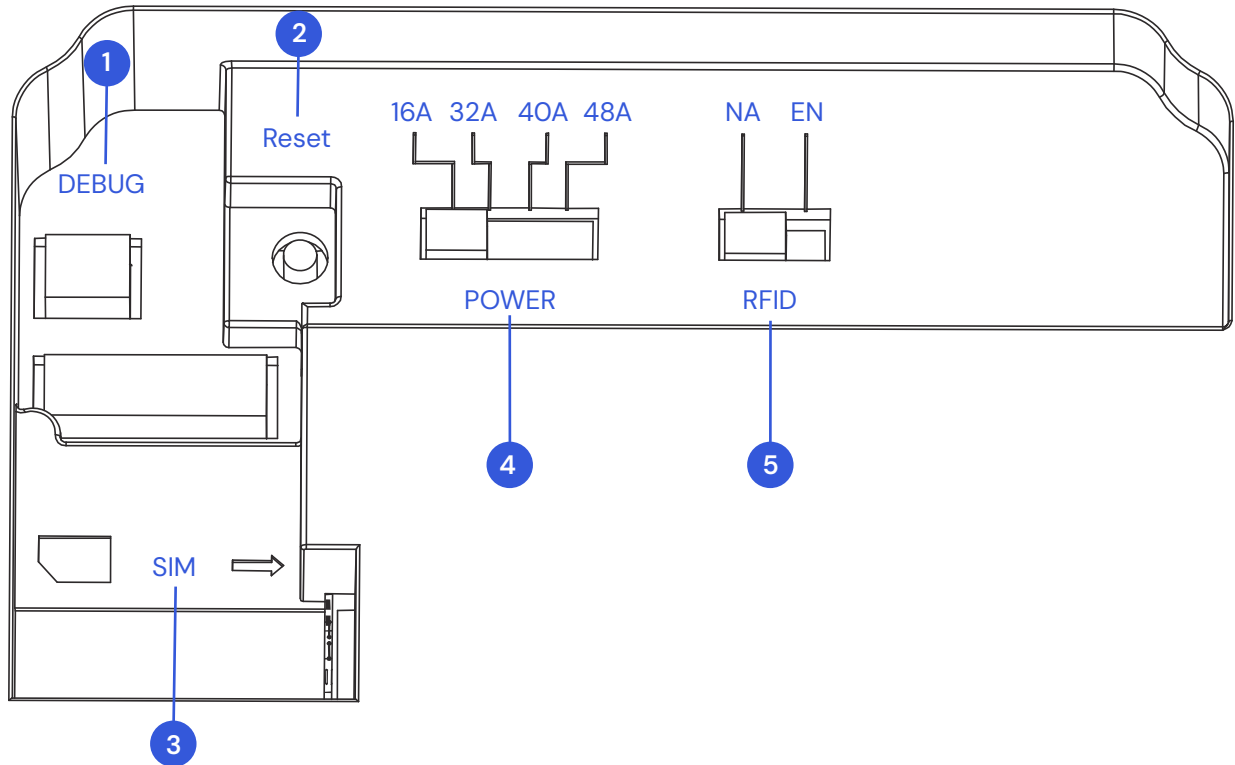 1
DEBUG
2
Reset
16A 32A 40A 48A
POWER
4
NA EN
RFID
5
SIM
3